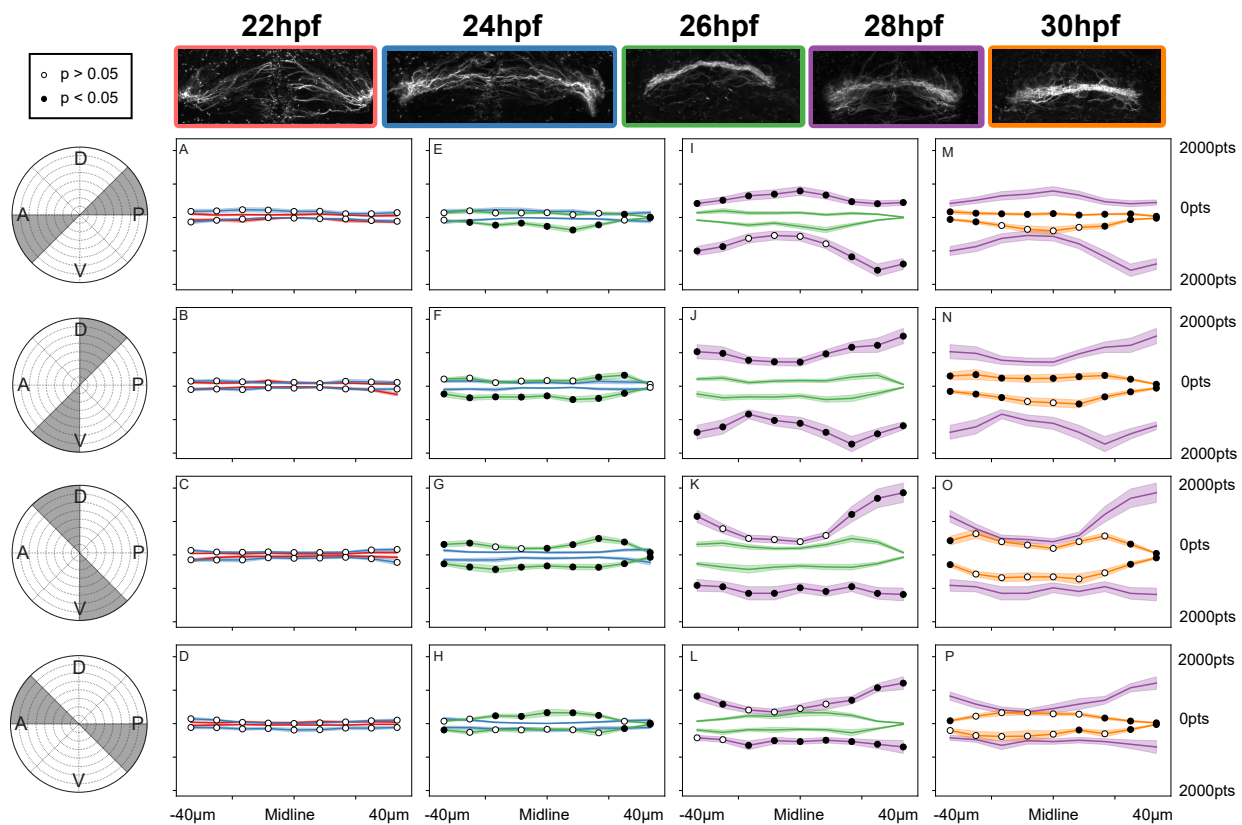 22hpf 24hpf 26hpf 28hpf 30hpf
p > 0.05
p < 0.05
D
A P
V
A E I M
2000pts
0pts
2000pts
D
A P
V
B F J N
2000pts
0pts
2000pts
D
A P
V
C G K O
2000pts
0pts
2000pts
D
A P
V
D H L P
2000pts
0pts
2000pts
-40µm Midline 40µm -40µm Midline 40µm -40µm Midline 40µm -40µm Midline 40µm